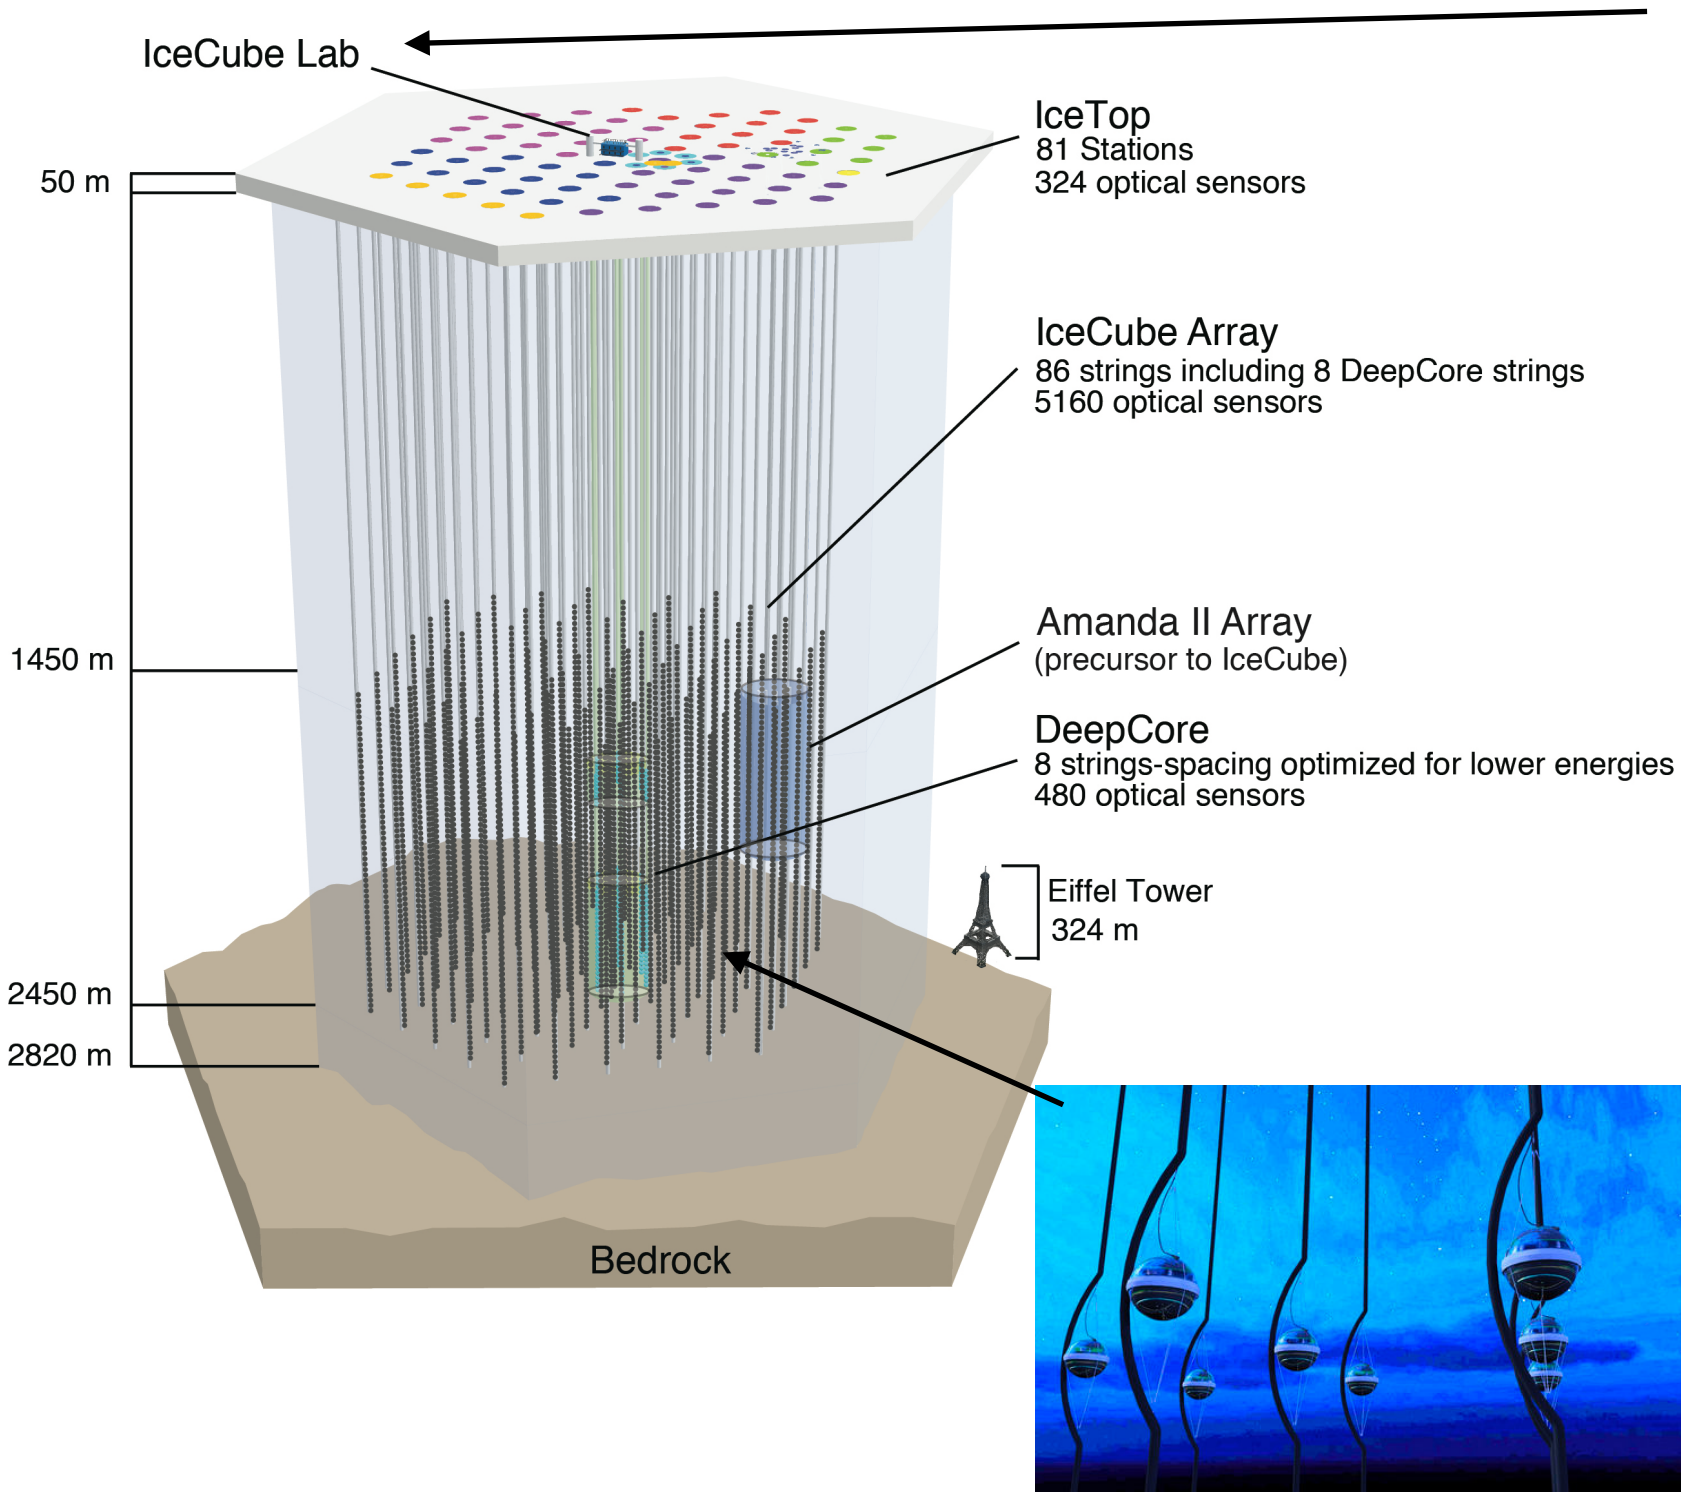 IceCube Lab
50 m
IceTop
81 Stations
324 optical sensors
IceCube Array
86 strings including 8 DeepCore strings
5160 optical sensors
Amanda II Array
(precursor to IceCube)
1450 m
DeepCore
8 strings-spacing optimized for lower energies
480 optical sensors
Eiffel Tower
324 m
2450 m
2820 m
Bedrock